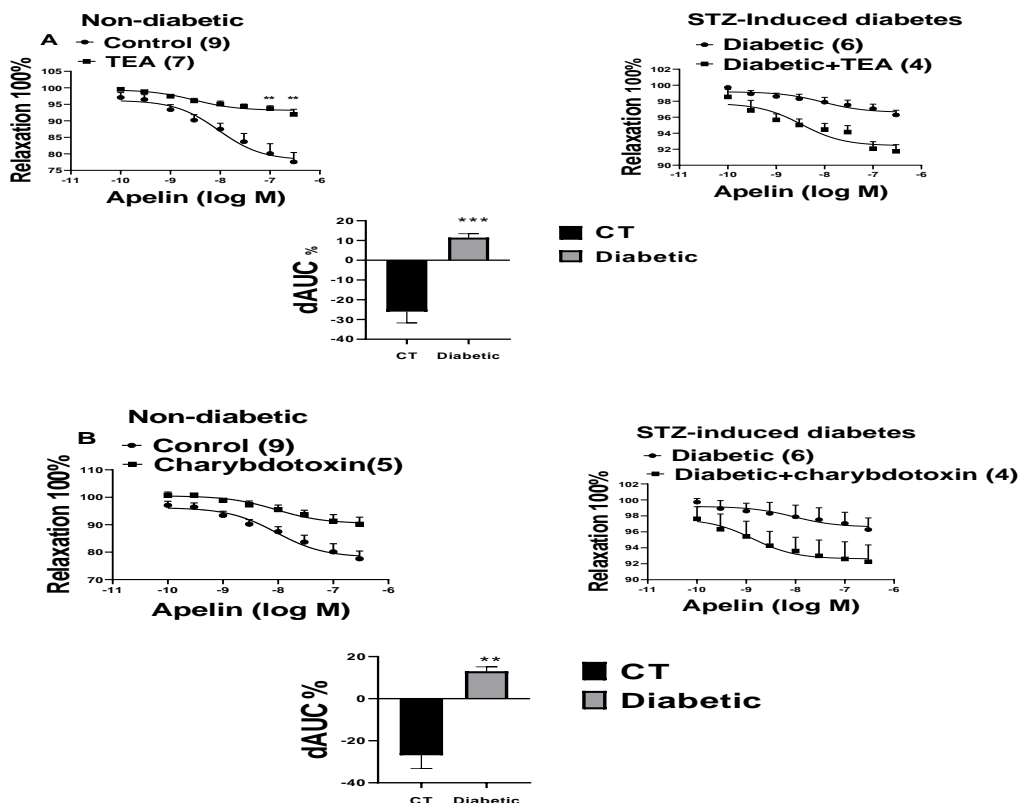 Non-diabetic
A
Control (9)
TEA (7)
Relaxation 100%
105
100
95
90
85
80
75
** **
-11 -10 -9 -8 -7 -6
Apelin (log M)
STZ-Induced diabetes
Diabetic (6)
Diabetic+TEA (4)
Relaxation 100%
102
100
98
96
94
92
90
-11 -10 -9 -8 -7 -6
Apelin (log M)
dAUC %
20
10
0
-10
-20
-30
-40
***
CT Diabetic
CT
Diabetic
Non-diabetic
B
Conrol (9)
Charybdotoxin(5)
Relaxation 100%
110
100
90
80
70
-11 -10 -9 -8 -7 -6
Apelin (log M)
STZ-induced diabetes
Diabetic (6)
Diabetic+charybdotoxin (4)
Relaxation 100%
102
100
98
96
94
92
90
-11 -10 -9 -8 -7 -6
Apelin (log M)
dAUC %
20
0
-20
-40
**
CT Diabetic
CT
Diabetic